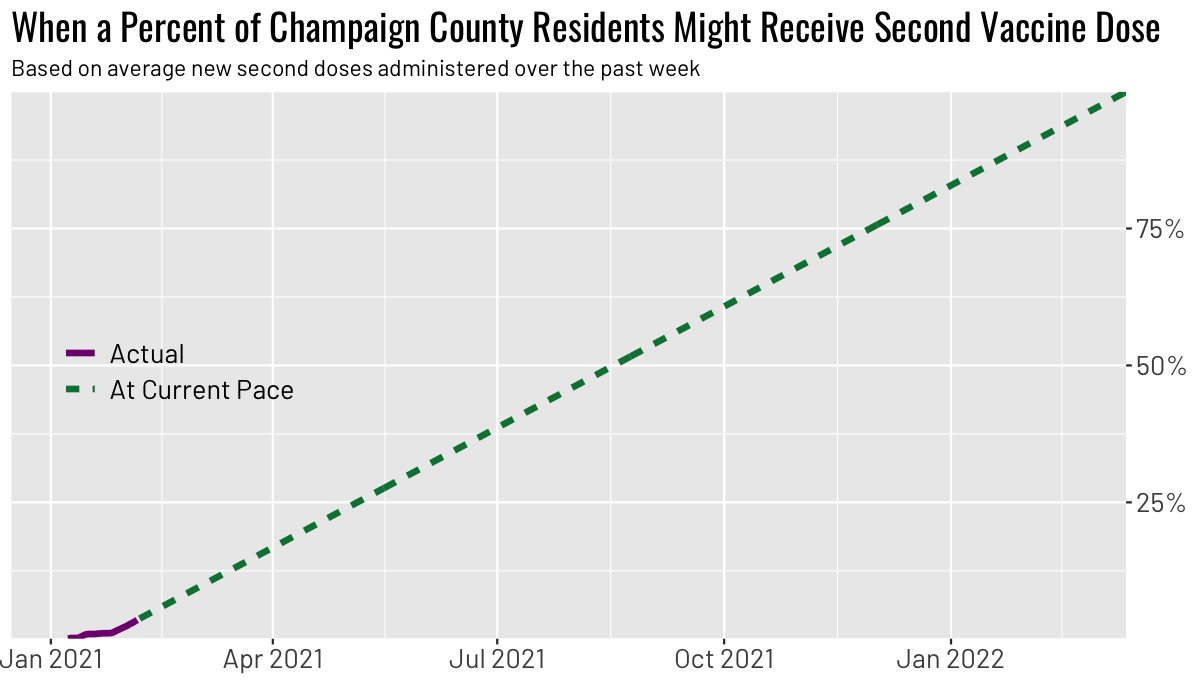 When a Percent of Champaign County Residents Might Receive Second Vaccine Dose
Based on average new second doses administered over the past week
75%
Actual
50%
At Current Pace
25%
Jan 2021 Apr 2021 Jul 2021 Oct 2021 Jan 2022